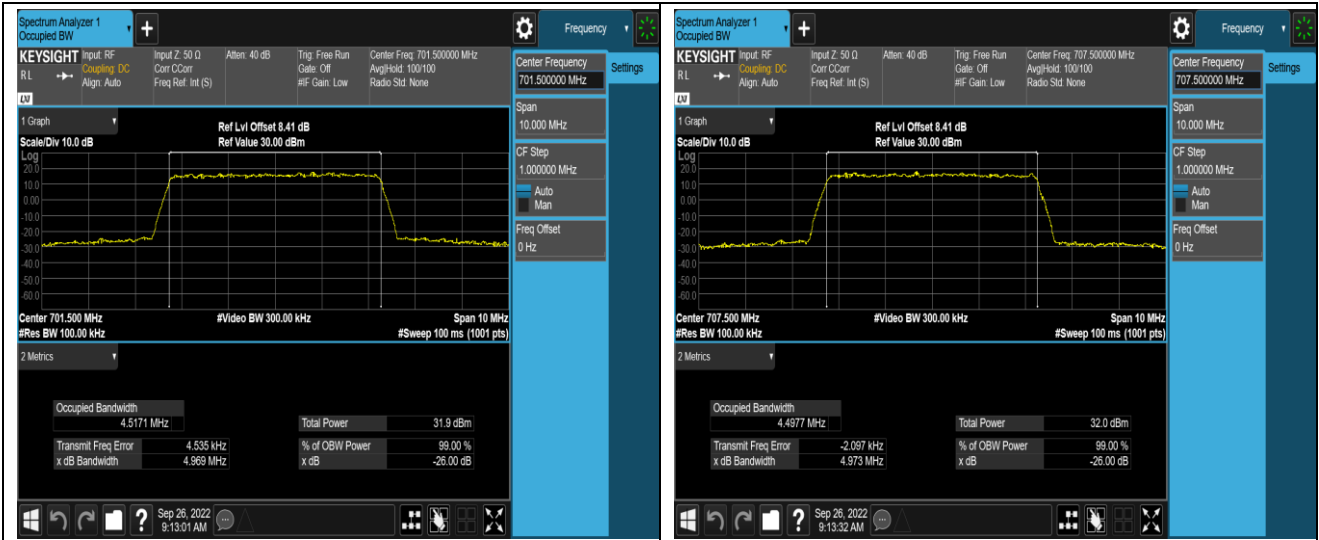 Spectrum Analyzer 1
Occupied BW
+
Frequency
KEYSIGHT
RL
LXI
Input: RF
Coupling: DC
Align: Auto
Input Z: 50 Ω
Corr CCorr
Freq Ref: Int (S)
Atten: 40 dB
Trig: Free Run
Gate: Off
#IF Gain: Low
Center Freq: 701.500000 MHz
Avg|Hold: 100/100
Radio Std: None
Center Frequency
701.500000 MHz
Settings
Span
10.000 MHz
CF Step
1.000000 MHz
Auto
Man
Freq Offset
0 Hz
1 Graph
Ref Lvl Offset 8.41 dB
Scale/Div 10.0 dB
Ref Value 30.00 dBm
Log
20.0
10.0
0.00
-10.0
-20.0
-30.0
-40.0
-50.0
-60.0
Center 701.500 MHz
#Video BW 300.00 kHz
Span 10 MHz
#Res BW 100.00 kHz
#Sweep 100 ms (1001 pts)
2 Metrics
Occupied Bandwidth
4.5171 MHz
Total Power 31.9 dBm
Transmit Freq Error 4.535 kHz
% of OBW Power 99.00 %
x dB Bandwidth 4.969 MHz
x dB -26.00 dB
?
Sep 26, 2022
9:13:01 AM
Spectrum Analyzer 1
Occupied BW
+
Frequency
KEYSIGHT
RL
LXI
Input: RF
Coupling: DC
Align: Auto
Input Z: 50 Ω
Corr CCorr
Freq Ref: Int (S)
Atten: 40 dB
Trig: Free Run
Gate: Off
#IF Gain: Low
Center Freq: 707.500000 MHz
Avg|Hold: 100/100
Radio Std: None
Center Frequency
707.500000 MHz
Settings
Span
10.000 MHz
CF Step
1.000000 MHz
Auto
Man
Freq Offset
0 Hz
1 Graph
Ref Lvl Offset 8.41 dB
Scale/Div 10.0 dB
Ref Value 30.00 dBm
Log
20.0
10.0
0.00
-10.0
-20.0
-30.0
-40.0
-50.0
-60.0
Center 707.500 MHz
#Video BW 300.00 kHz
Span 10 MHz
#Res BW 100.00 kHz
#Sweep 100 ms (1001 pts)
2 Metrics
Occupied Bandwidth
4.4977 MHz
Total Power 32.0 dBm
Transmit Freq Error -2.097 kHz
% of OBW Power 99.00 %
x dB Bandwidth 4.973 MHz
x dB -26.00 dB
?
Sep 26, 2022
9:13:32 AM